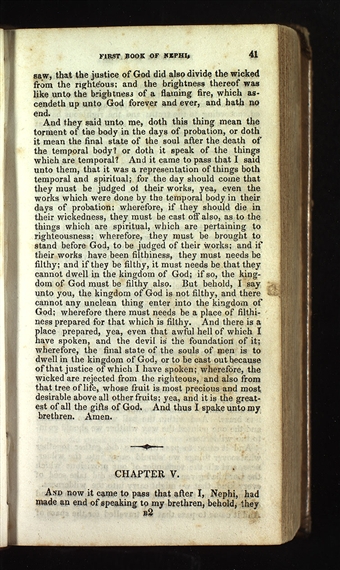 FIRST BOOK OF NEPHI, 41
saw, that the justice of God did also divide the wicked
from the righteous; and the brightness thereof was
like unto the brightness of a flaming fire, which as-
cendeth up unto God forever and ever, and hath no
end.
And they said unto me, doth this thing mean the
torment of the body in the days of probation, or doth
it mean the final state of the soul after the death of
the temporal body? or doth it speak of the things
which are temporal? And it came to pass that I said
unto them, that it was a representation of things both
temporal and spiritual; for the day should come that
they must be judged of their works, yea, even the
works which were done by the temporal body in their
days of probation: wherefore, if they should die in
their wickedness, they must be cast off also, as to the
things which are spiritual, which are pertaining to
righteousness; wherefore, they must be brought to
stand before God, to be judged of their works; and if
their works have been filthiness, they must needs be
filthy; and if they be filthy, it must needs be that they
cannot dwell in the kingdom of God; if so, the king-
dom of God must be filthy also. But behold, I say
unto you, the kingdom of God is not filthy, and there
cannot any unclean thing enter into the kingdom of
God; wherefore there must needs be a place of filthi-
ness prepared for that which is filthy. And there is a
place prepared, yea, even that awful hell of which I
have spoken, and the devil is the foundation of it;
wherefore, the final state of the souls of men is to
dwell in the kingdom of God, or to be cast out because
of that justice of which I have spoken; wherefore, the
wicked are rejected from the righteous, and also from
that tree of life, whose fruit is most precious and most
desirable above all other fruits; yea, and it is the great-
est of all the gifts of God. And thus I spake unto my
brethren. Amen.
CHAPTER V.
AND now it came to pass that after I, Nephi, had
made an end of speaking to my brethren, behold, they
B2